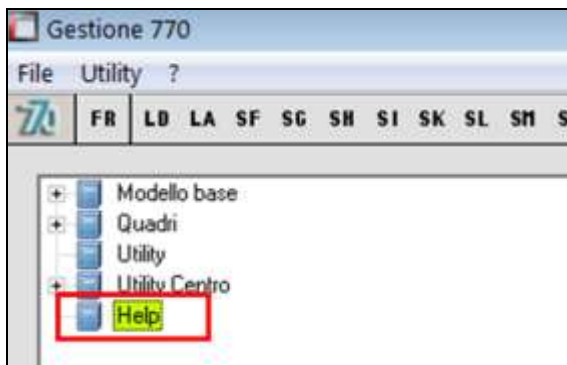 Gestione 770
File Utility ?
770 FR LD LA SF SG SH SI SK SL SM S
Modello base
Quadri
Utility
Utility Centro
Help